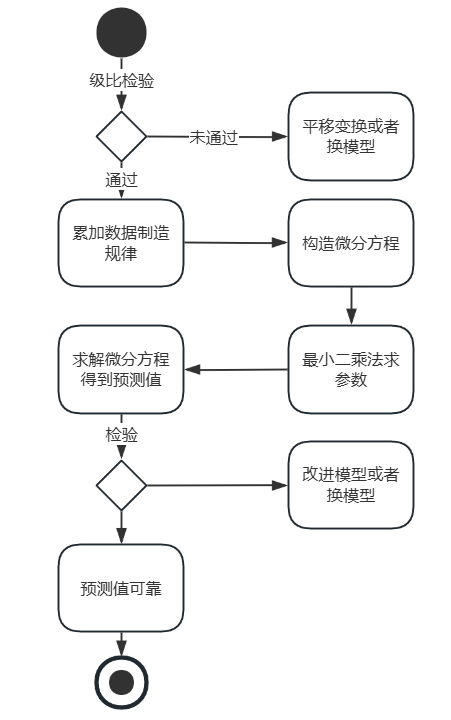 级比检验
未通过
平移变换或者
换模型
通过
累加数据制造
规律
构造微分方程
求解微分方程
得到预测值
最小二乘法求
参数
检验
改进模型或者
换模型
预测值可靠